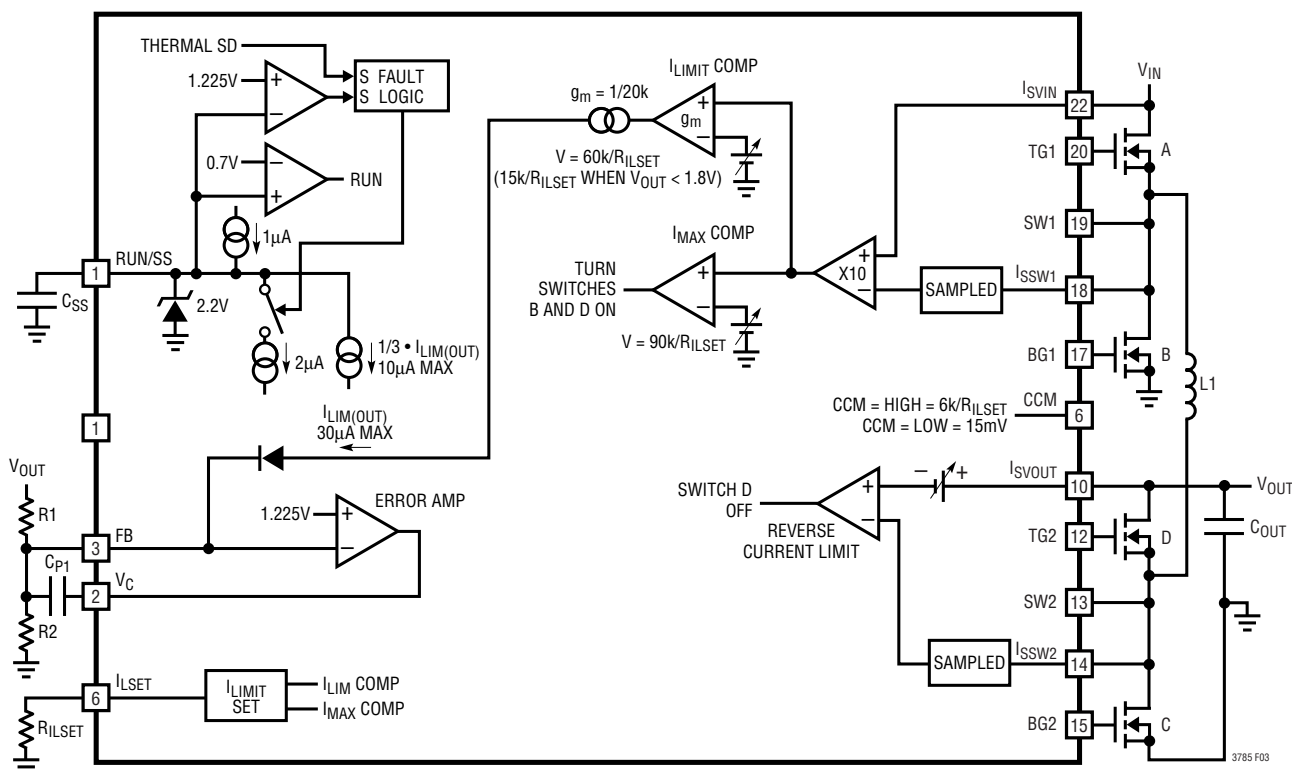 THERMAL SD
1.225V
+
−
S FAULT
S LOGIC
0.7V
−
+
RUN
1µA
1
RUN/SS
CSS
2.2V
2µA
1/3 • ILIM(OUT)
10µA MAX
ILIM(OUT)
30µA MAX
1
VOUT
R1
3
FB
CP1
2
VC
R2
1.225V
+
−
ERROR AMP
6
ILSET
RILSET
ILIMIT
SET
ILIM COMP
IMAX COMP
gm = 1/20k
ILIMIT COMP
gm
+
−
V = 60k/RILSET
(15k/RILSET WHEN VOUT < 1.8V)
IMAX COMP
TURN
SWITCHES
B AND D ON
+
−
V = 90k/RILSET
X10
+
−
SAMPLED
ISVIN
22
VIN
TG1
20
A
SW1
19
ISSW1
18
BG1
17
B
L1
CCM = HIGH = 6k/RILSET
CCM = LOW = 15mV
CCM
6
SWITCH D
OFF
+
−
REVERSE
CURRENT LIMIT
− +
ISVOUT
10
VOUT
TG2
12
D
COUT
SW2
13
SAMPLED
ISSW2
14
BG2
15
C
3785 F03